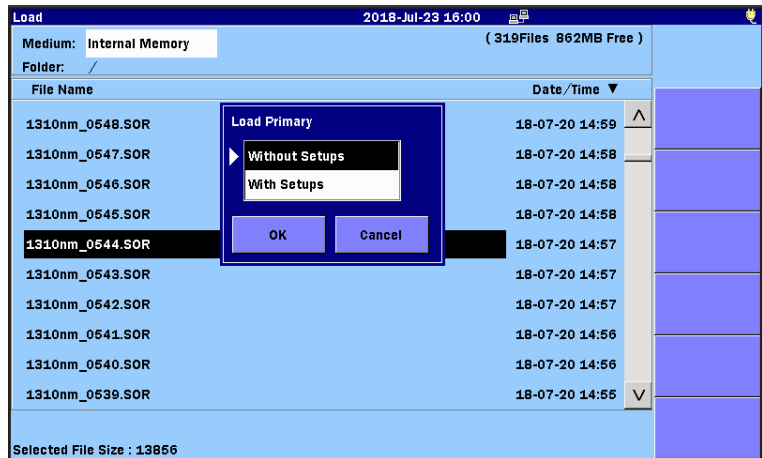 Load 2018-Jul-23 16:00
Medium: Internal Memory (319Files 862MB Free)
Folder: /
File Name Date/Time ▼
1310nm_0548.SOR 18-07-20 14:59
1310nm_0547.SOR 18-07-20 14:58
1310nm_0546.SOR 18-07-20 14:58
1310nm_0545.SOR 18-07-20 14:58
1310nm_0544.SOR 18-07-20 14:57
1310nm_0543.SOR 18-07-20 14:57
1310nm_0542.SOR 18-07-20 14:57
1310nm_0541.SOR 18-07-20 14:56
1310nm_0540.SOR 18-07-20 14:56
1310nm_0539.SOR 18-07-20 14:55
Load Primary
Without Setups
With Setups
OK Cancel
Selected File Size : 13856